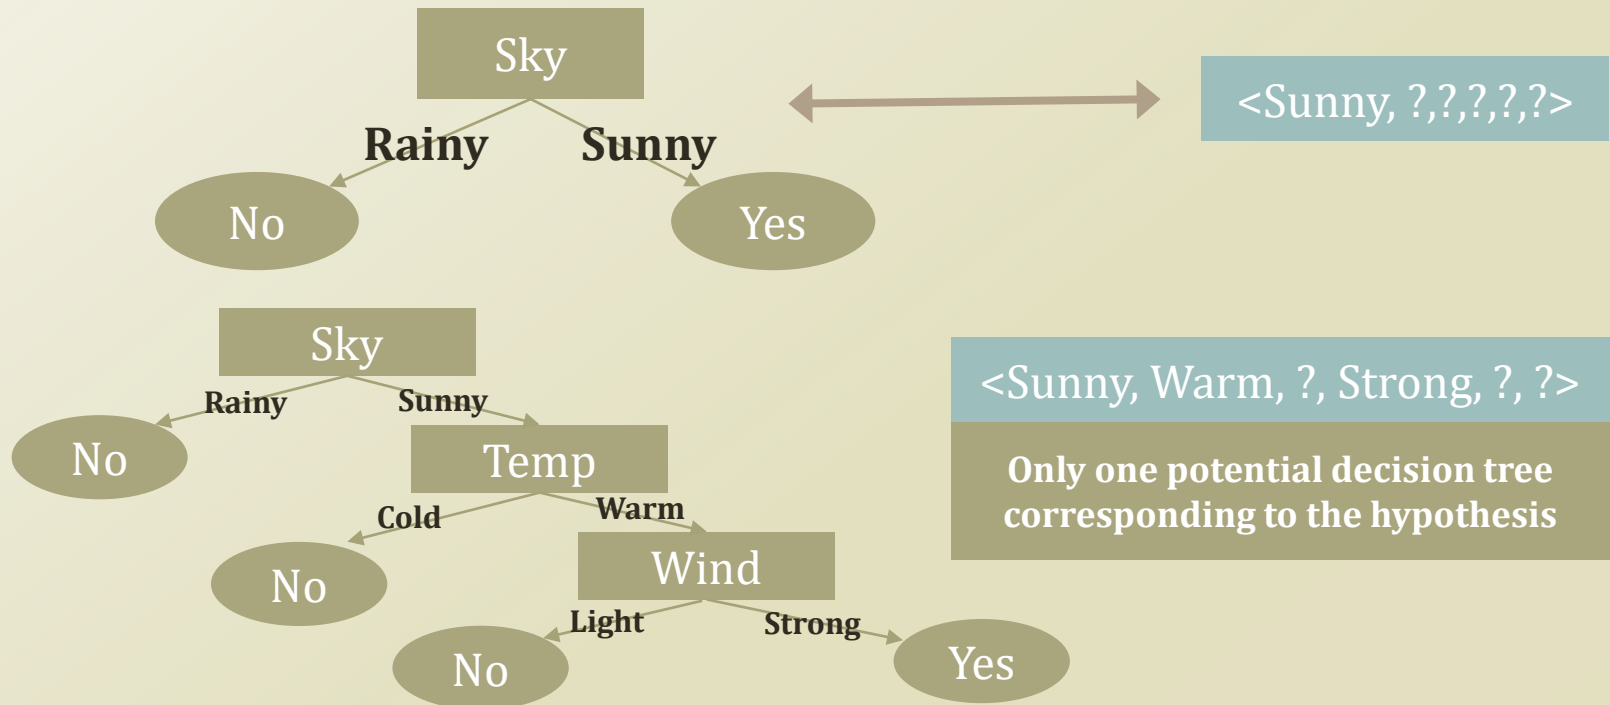 Sky
<Sunny, ?,?,?,?,?>
Rainy
Sunny
No
Yes
Sky
Rainy
Sunny
<Sunny, Warm, ?, Strong, ?, ?>
No
Temp
Only one potential decision tree
corresponding to the hypothesis
Cold
Warm
No
Wind
Light
Strong
No
Yes